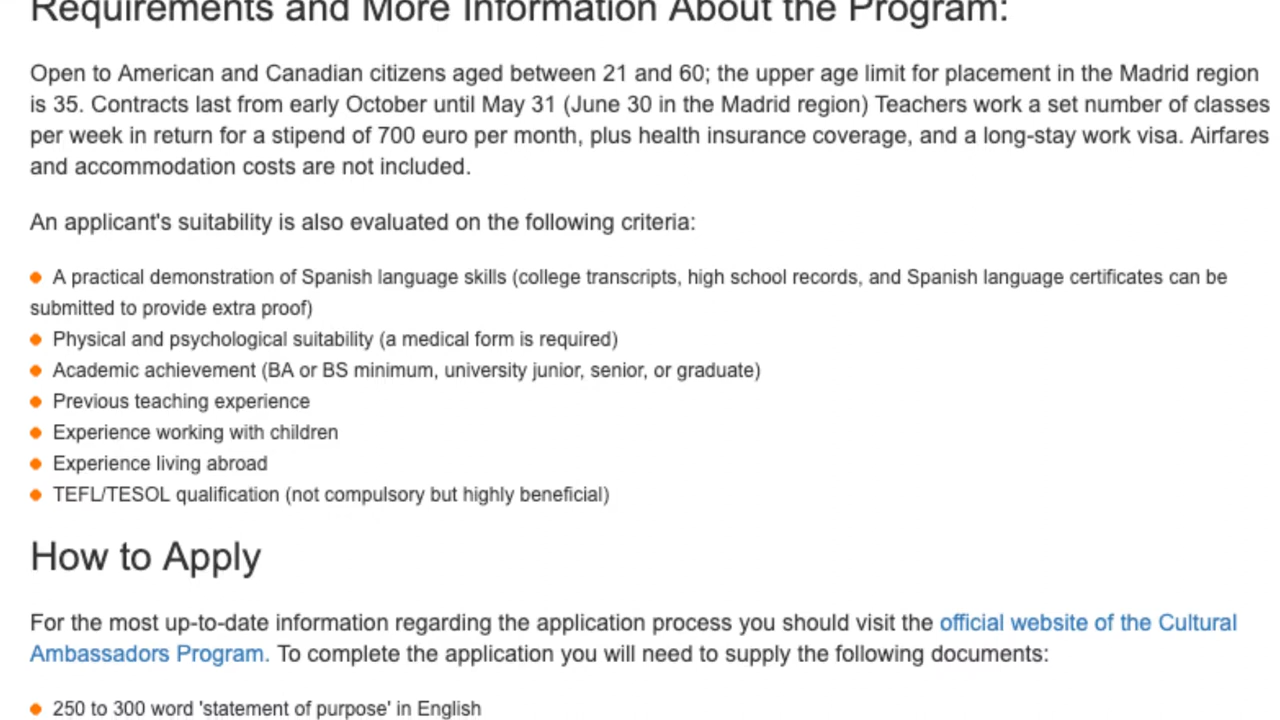 Requirements and More Information About the Program:
Open to American and Canadian citizens aged between 21 and 60; the upper age limit for placement in the Madrid region
is 35. Contracts last from early October until May 31 (June 30 in the Madrid region) Teachers work a set number of classes
per week in return for a stipend of 700 euro per month, plus health insurance coverage, and a long-stay work visa. Airfares
and accommodation costs are not included.
An applicant's suitability is also evaluated on the following criteria:
A practical demonstration of Spanish language skills (college transcripts, high school records, and Spanish language certificates can be
submitted to provide extra proof)
Physical and psychological suitability (a medical form is required)
Academic achievement (BA or BS minimum, university junior, senior, or graduate)
Previous teaching experience
Experience working with children
Experience living abroad
TEFL/TESOL qualification (not compulsory but highly beneficial)
How to Apply
For the most up-to-date information regarding the application process you should visit the official website of the Cultural
Ambassadors Program. To complete the application you will need to supply the following documents:
250 to 300 word 'statement of purpose' in English